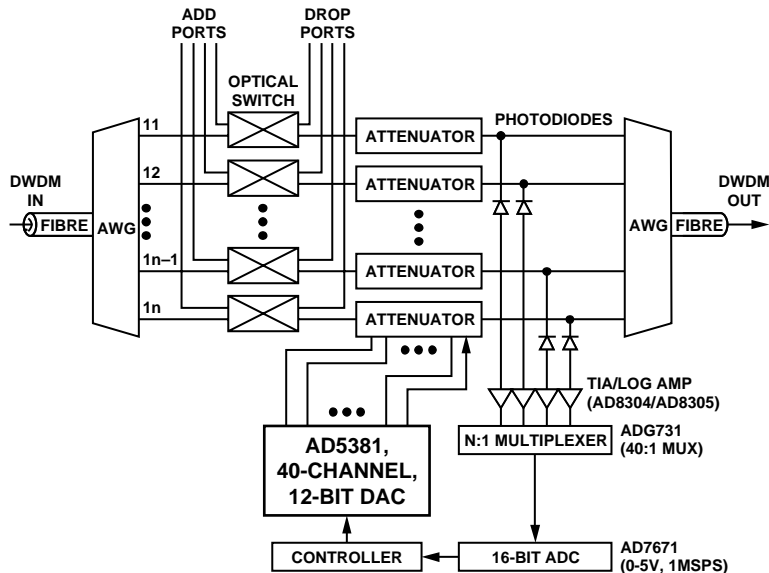 ADD
PORTS
DROP
PORTS
OPTICAL
SWITCH
PHOTODIODES
11
ATTENUATOR
12
ATTENUATOR
DWDM
IN
FIBRE
AWG
DWDM
OUT
AWG
FIBRE
1n–1
ATTENUATOR
1n
ATTENUATOR
TIA/LOG AMP
(AD8304/AD8305)
AD5381,
40-CHANNEL,
12-BIT DAC
N:1 MULTIPLEXER
ADG731
(40:1 MUX)
CONTROLLER
16-BIT ADC
AD7671
(0-5V, 1MSPS)